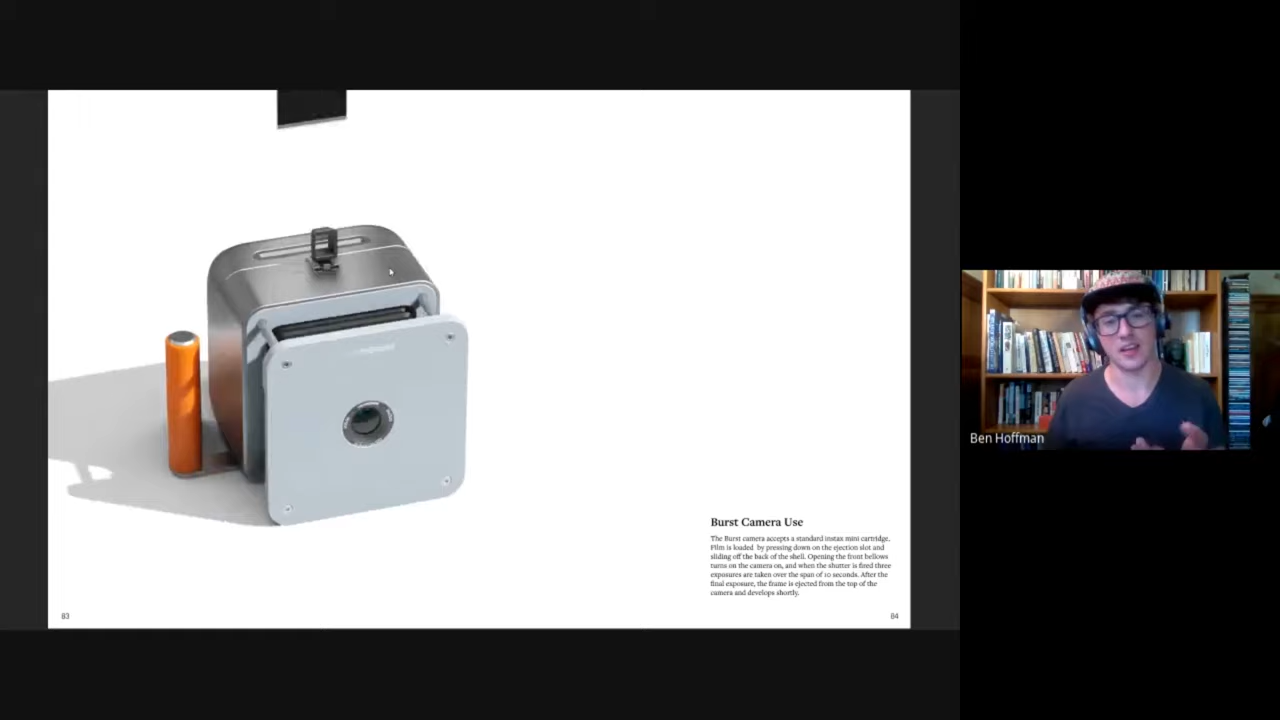 Burst Camera Use
The Burst camera accepts a standard instax mini cartridge.
Film is loaded by pressing down on the ejection slot and
sliding off the back of the shell. Opening the front bellows
turns on the camera on, and when the shutter is fired three
exposures are taken over the span of 10 seconds. After the
final exposure, the frame is ejected from the top of the
camera and develops shortly.
83
84
Ben Hoffman